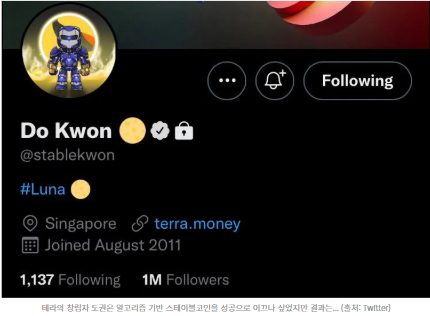 Following
Do Kwon
@stablekwon
#Luna
Singapore terra.money
Joined August 2011
1,137 Following 1M Followers
테라의 창립자 도권은 알고리즘 기반 스테이블코인을 성공으로 이끄나 싶었지만 결과는... (출처: Twitter)